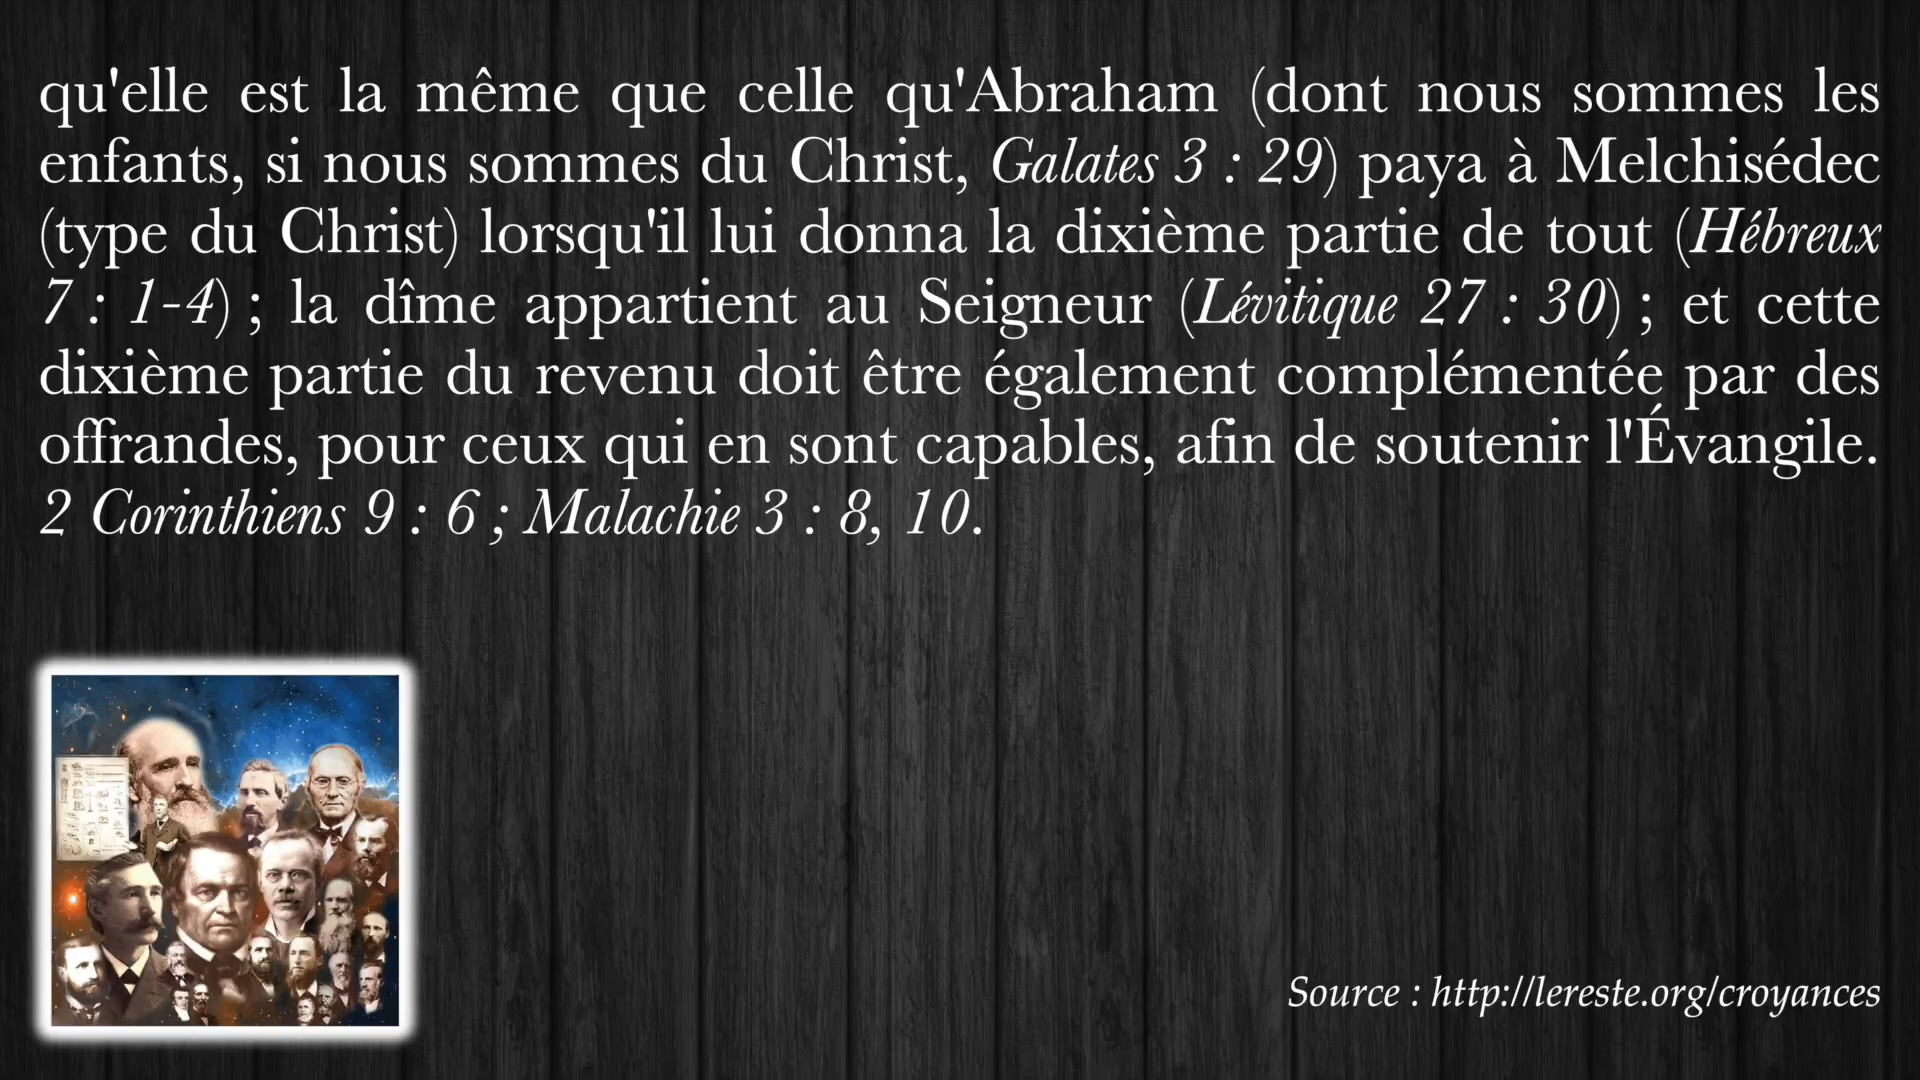 qu'elle est la même que celle qu'Abraham (dont nous sommes les
enfants, si nous sommes du Christ, Galates 3 : 29) paya à Melchisédec
(type du Christ) lorsqu'il lui donna la dixième partie de tout (Hébreux
7 : 1-4) ; la dîme appartient au Seigneur (Lévitique 27 : 30) ; et cette
dixième partie du revenu doit être également complémentée par des
offrandes, pour ceux qui en sont capables, afin de soutenir l'Évangile.
2 Corinthiens 9 : 6 ; Malachie 3 : 8, 10.
Source : http://lereste.org/croyances